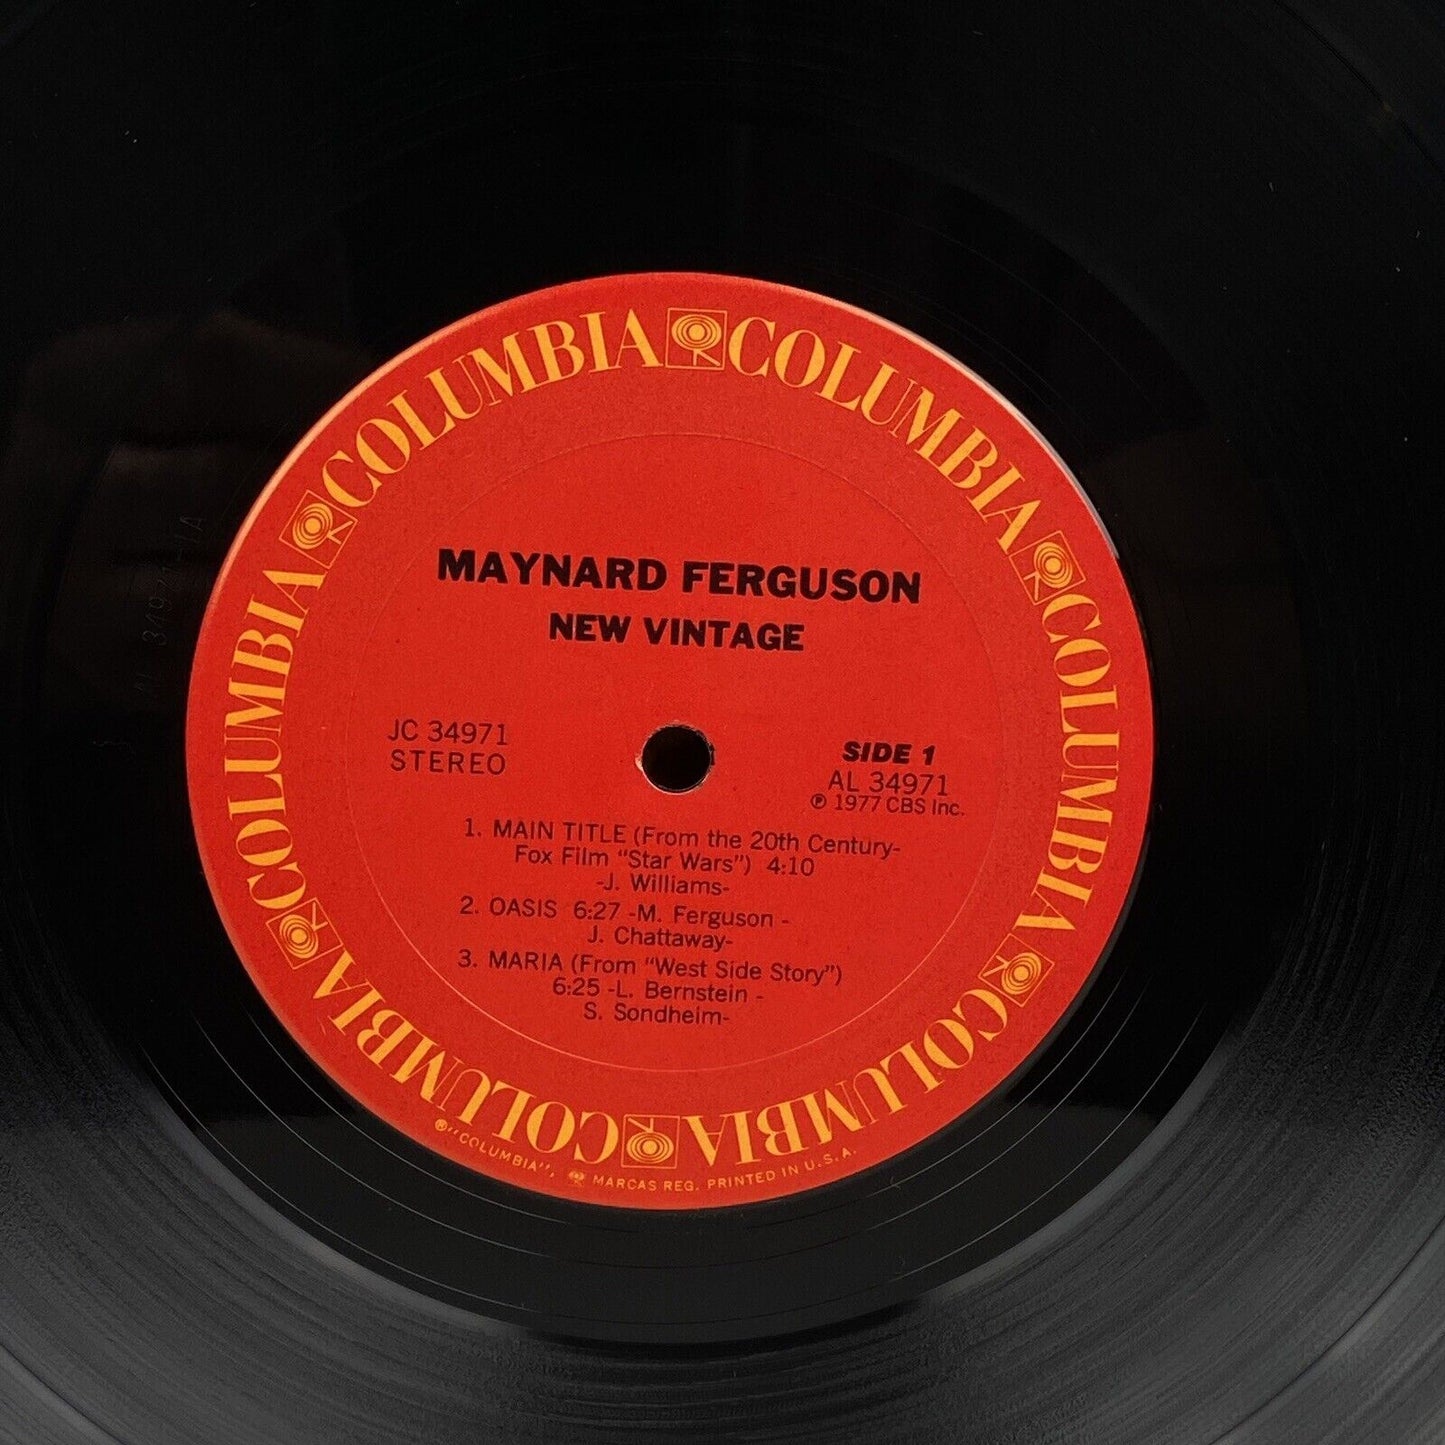 COLUMBIA COLUMBIA COLUMBIA COLUMBIA COLUMBIA COLUMBIA
MAYNARD FERGUSON
NEW VINTAGE
JC 34971
STEREO
SIDE 1
AL 34971
℗ 1977 CBS Inc.
1. MAIN TITLE (From the 20th Century-
Fox Film "Star Wars") 4:10
-J. Williams-
2. OASIS 6:27 -M. Ferguson -
J. Chattaway-
3. MARIA (From "West Side Story")
6:25 -L. Bernstein -
S. Sondheim-
®"COLUMBIA", MARCAS REG. PRINTED IN U.S.A.